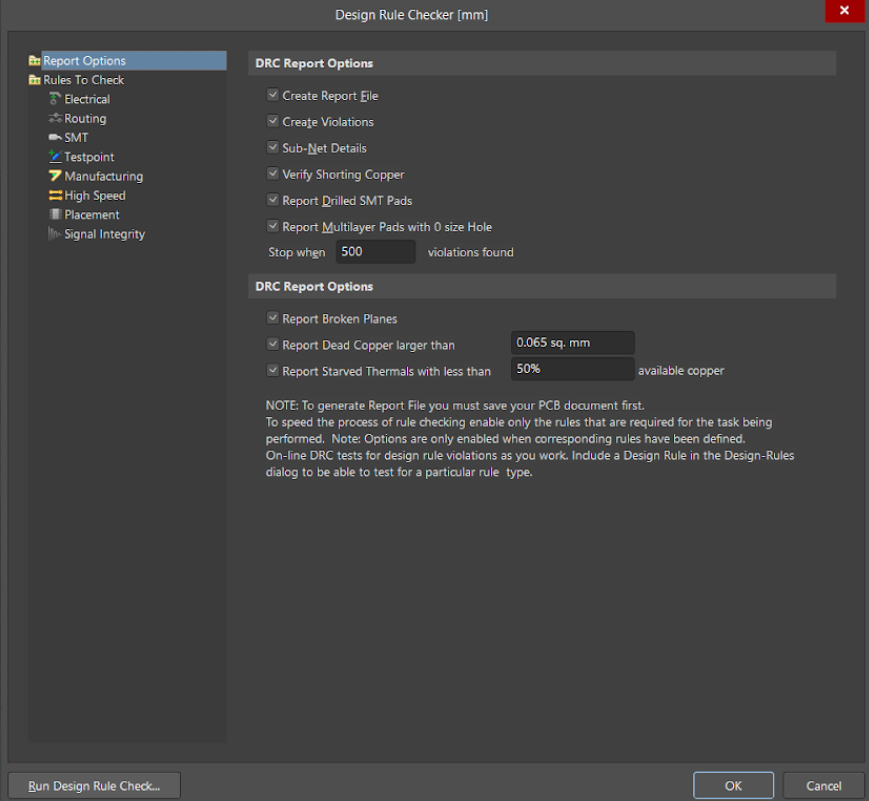 Design Rule Checker [mm]
Report Options
Rules To Check
Electrical
Routing
SMT
Testpoint
Manufacturing
High Speed
Placement
Signal Integrity
DRC Report Options
Create Report File
Create Violations
Sub-Net Details
Verify Shorting Copper
Report Drilled SMT Pads
Report Multilayer Pads with 0 size Hole
Stop when 500 violations found
DRC Report Options
Report Broken Planes
Report Dead Copper larger than 0.065 sq. mm
Report Starved Thermals with less than 50% available copper
NOTE: To generate Report File you must save your PCB document first.
To speed the process of rule checking enable only the rules that are required for the task being
performed. Note: Options are only enabled when corresponding rules have been defined.
On-line DRC tests for design rule violations as you work. Include a Design Rule in the Design-Rules
dialog to be able to test for a particular rule type.
Run Design Rule Check...
OK
Cancel